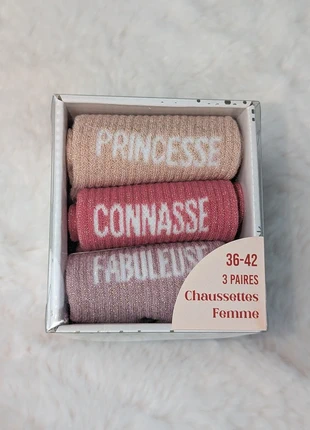 PRINCESSE
CONNASSE
FABULEUSE
36-42
3 PAIRES
Chaussettes
Femme